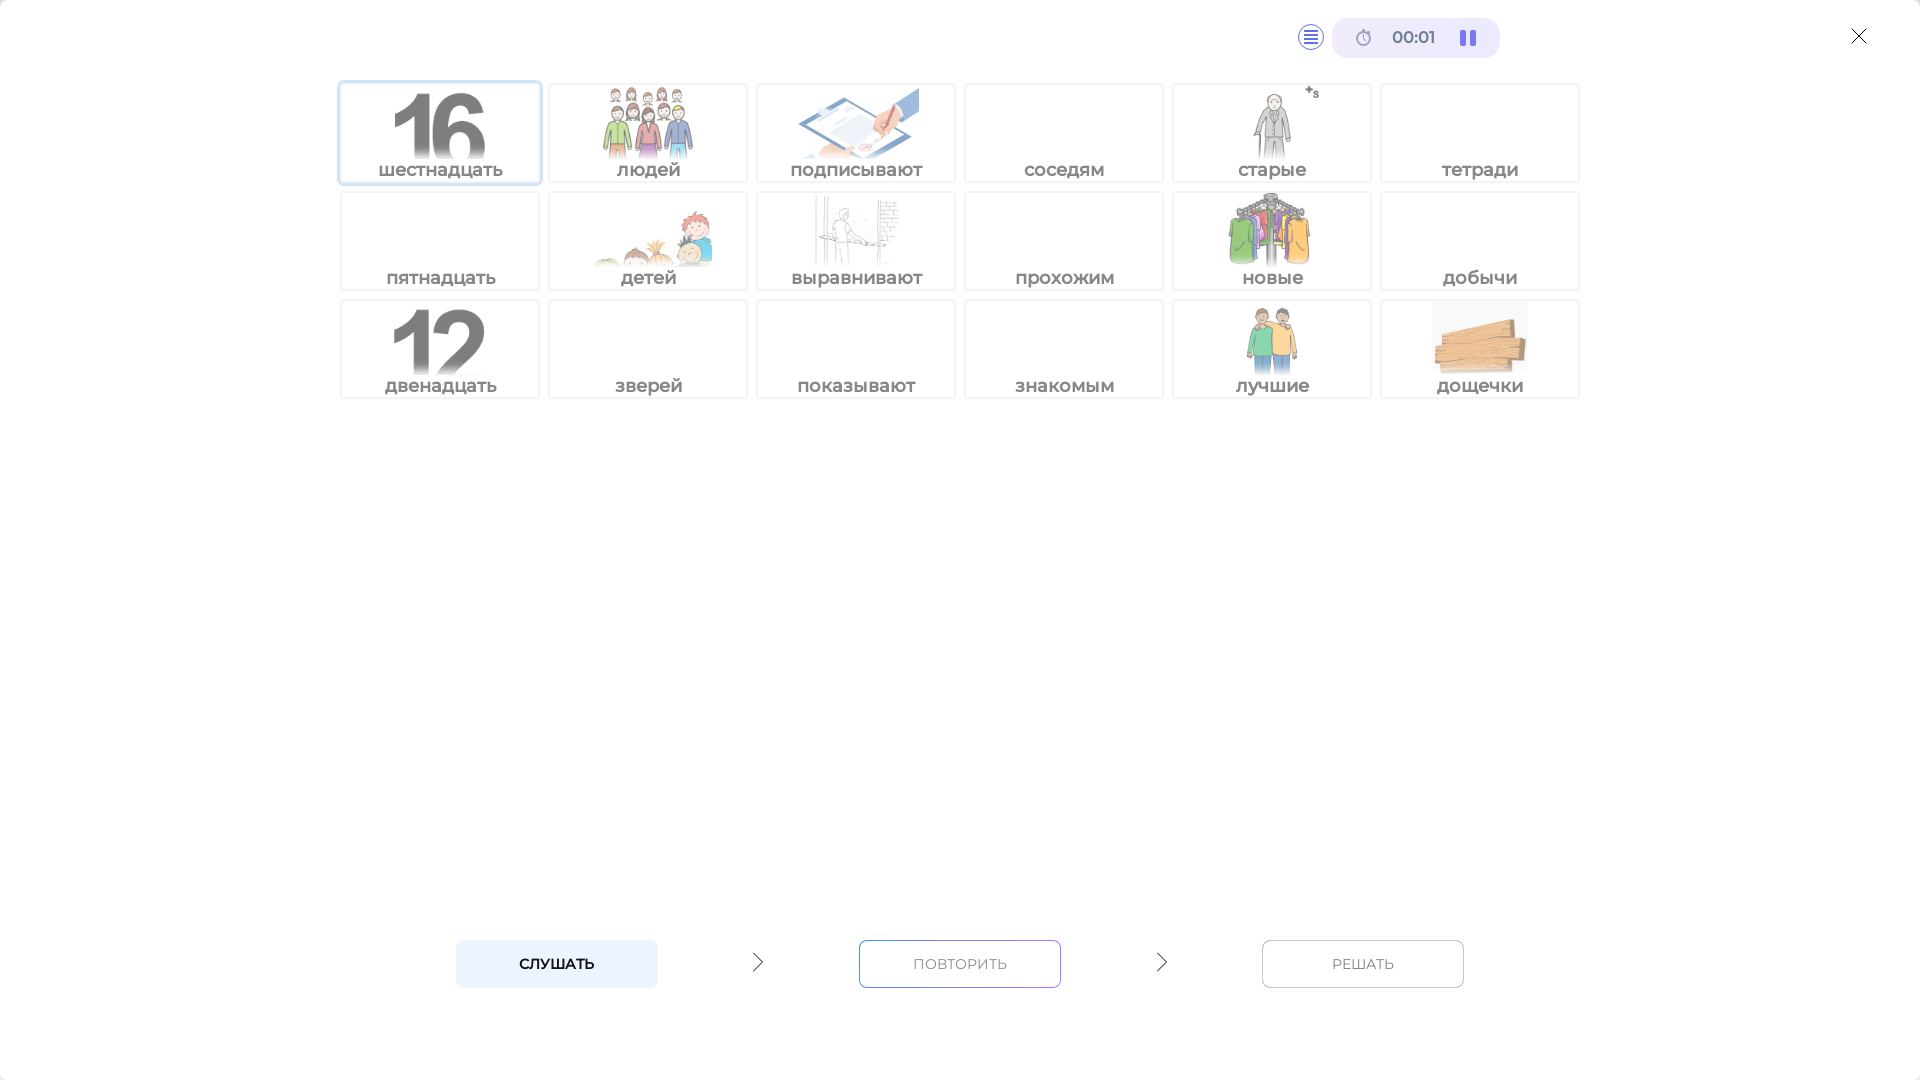 00:01
16 +s
шестнадцать людей подписывают соседям старые тетради
пятнадцать детей выравнивают прохожим новые добычи
12
двенадцать зверей показывают знакомым лучшие дощечки
СЛУШАТЬ ПОВТОРИТЬ РЕШАТЬ